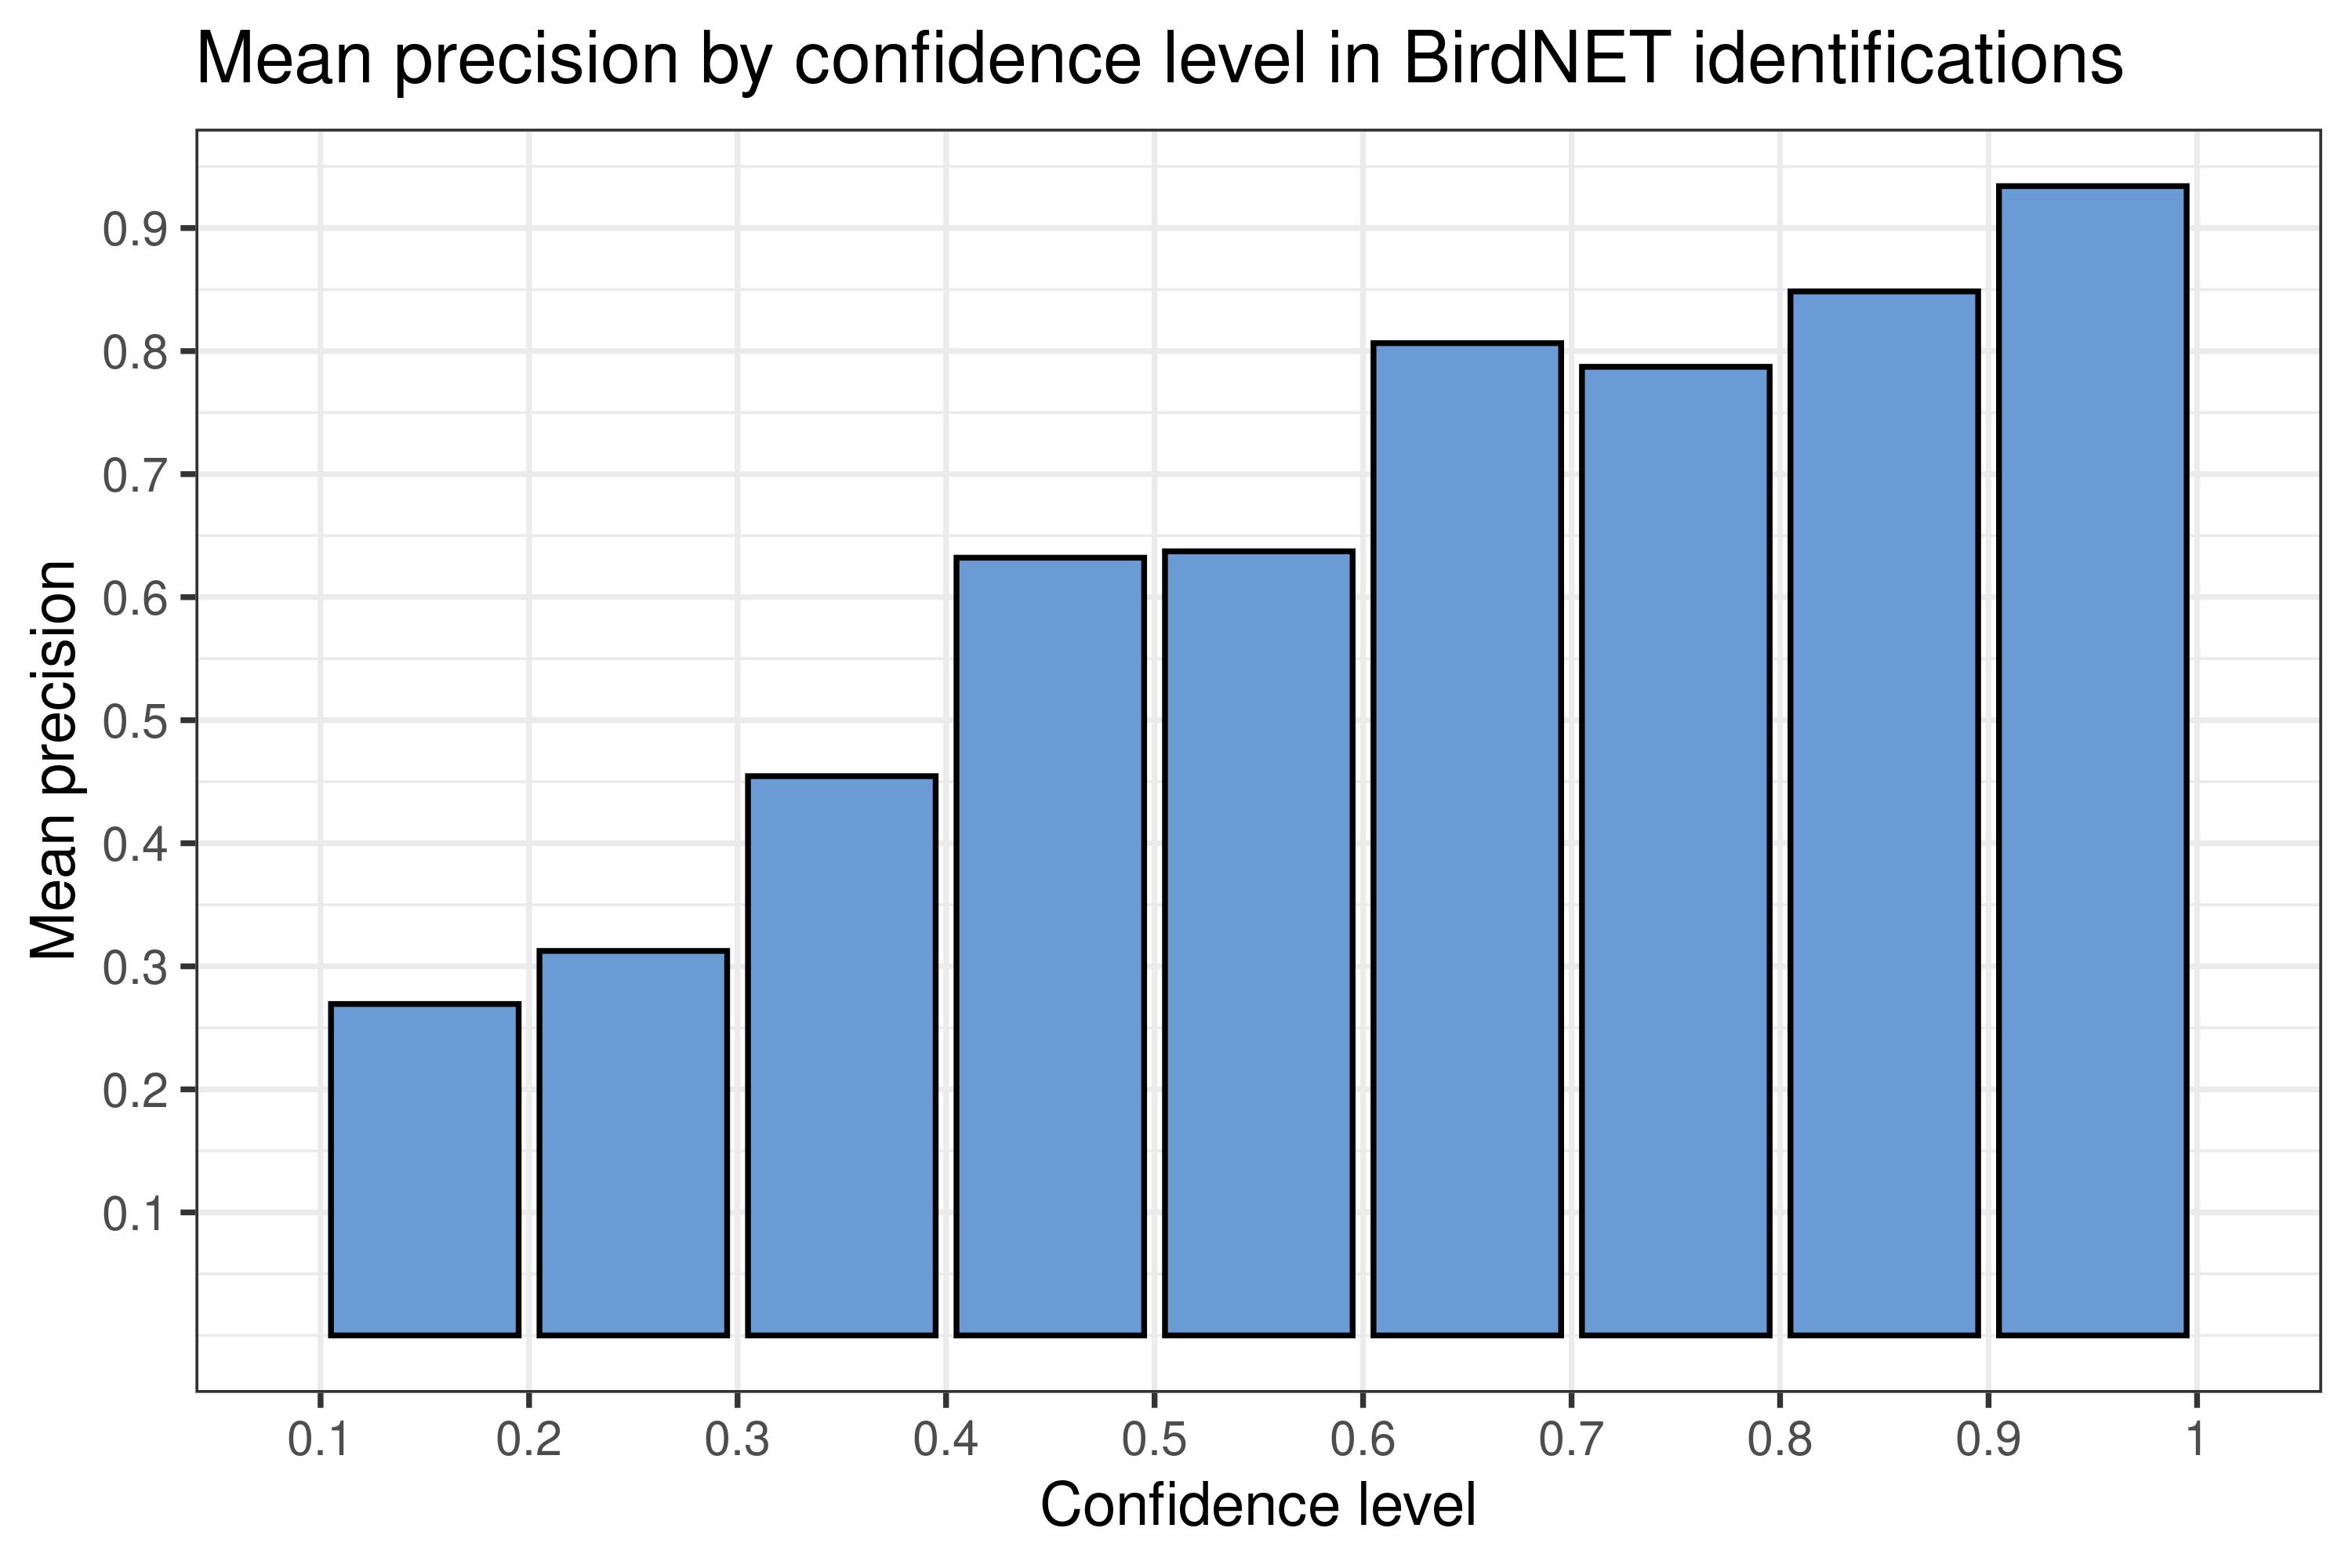 Mean precision by confidence level in BirdNET identifications
Mean precision
0.9
0.8
0.7
0.6
0.5
0.4
0.3
0.2
0.1
0.1 0.2 0.3 0.4 0.5 0.6 0.7 0.8 0.9 1
Confidence level